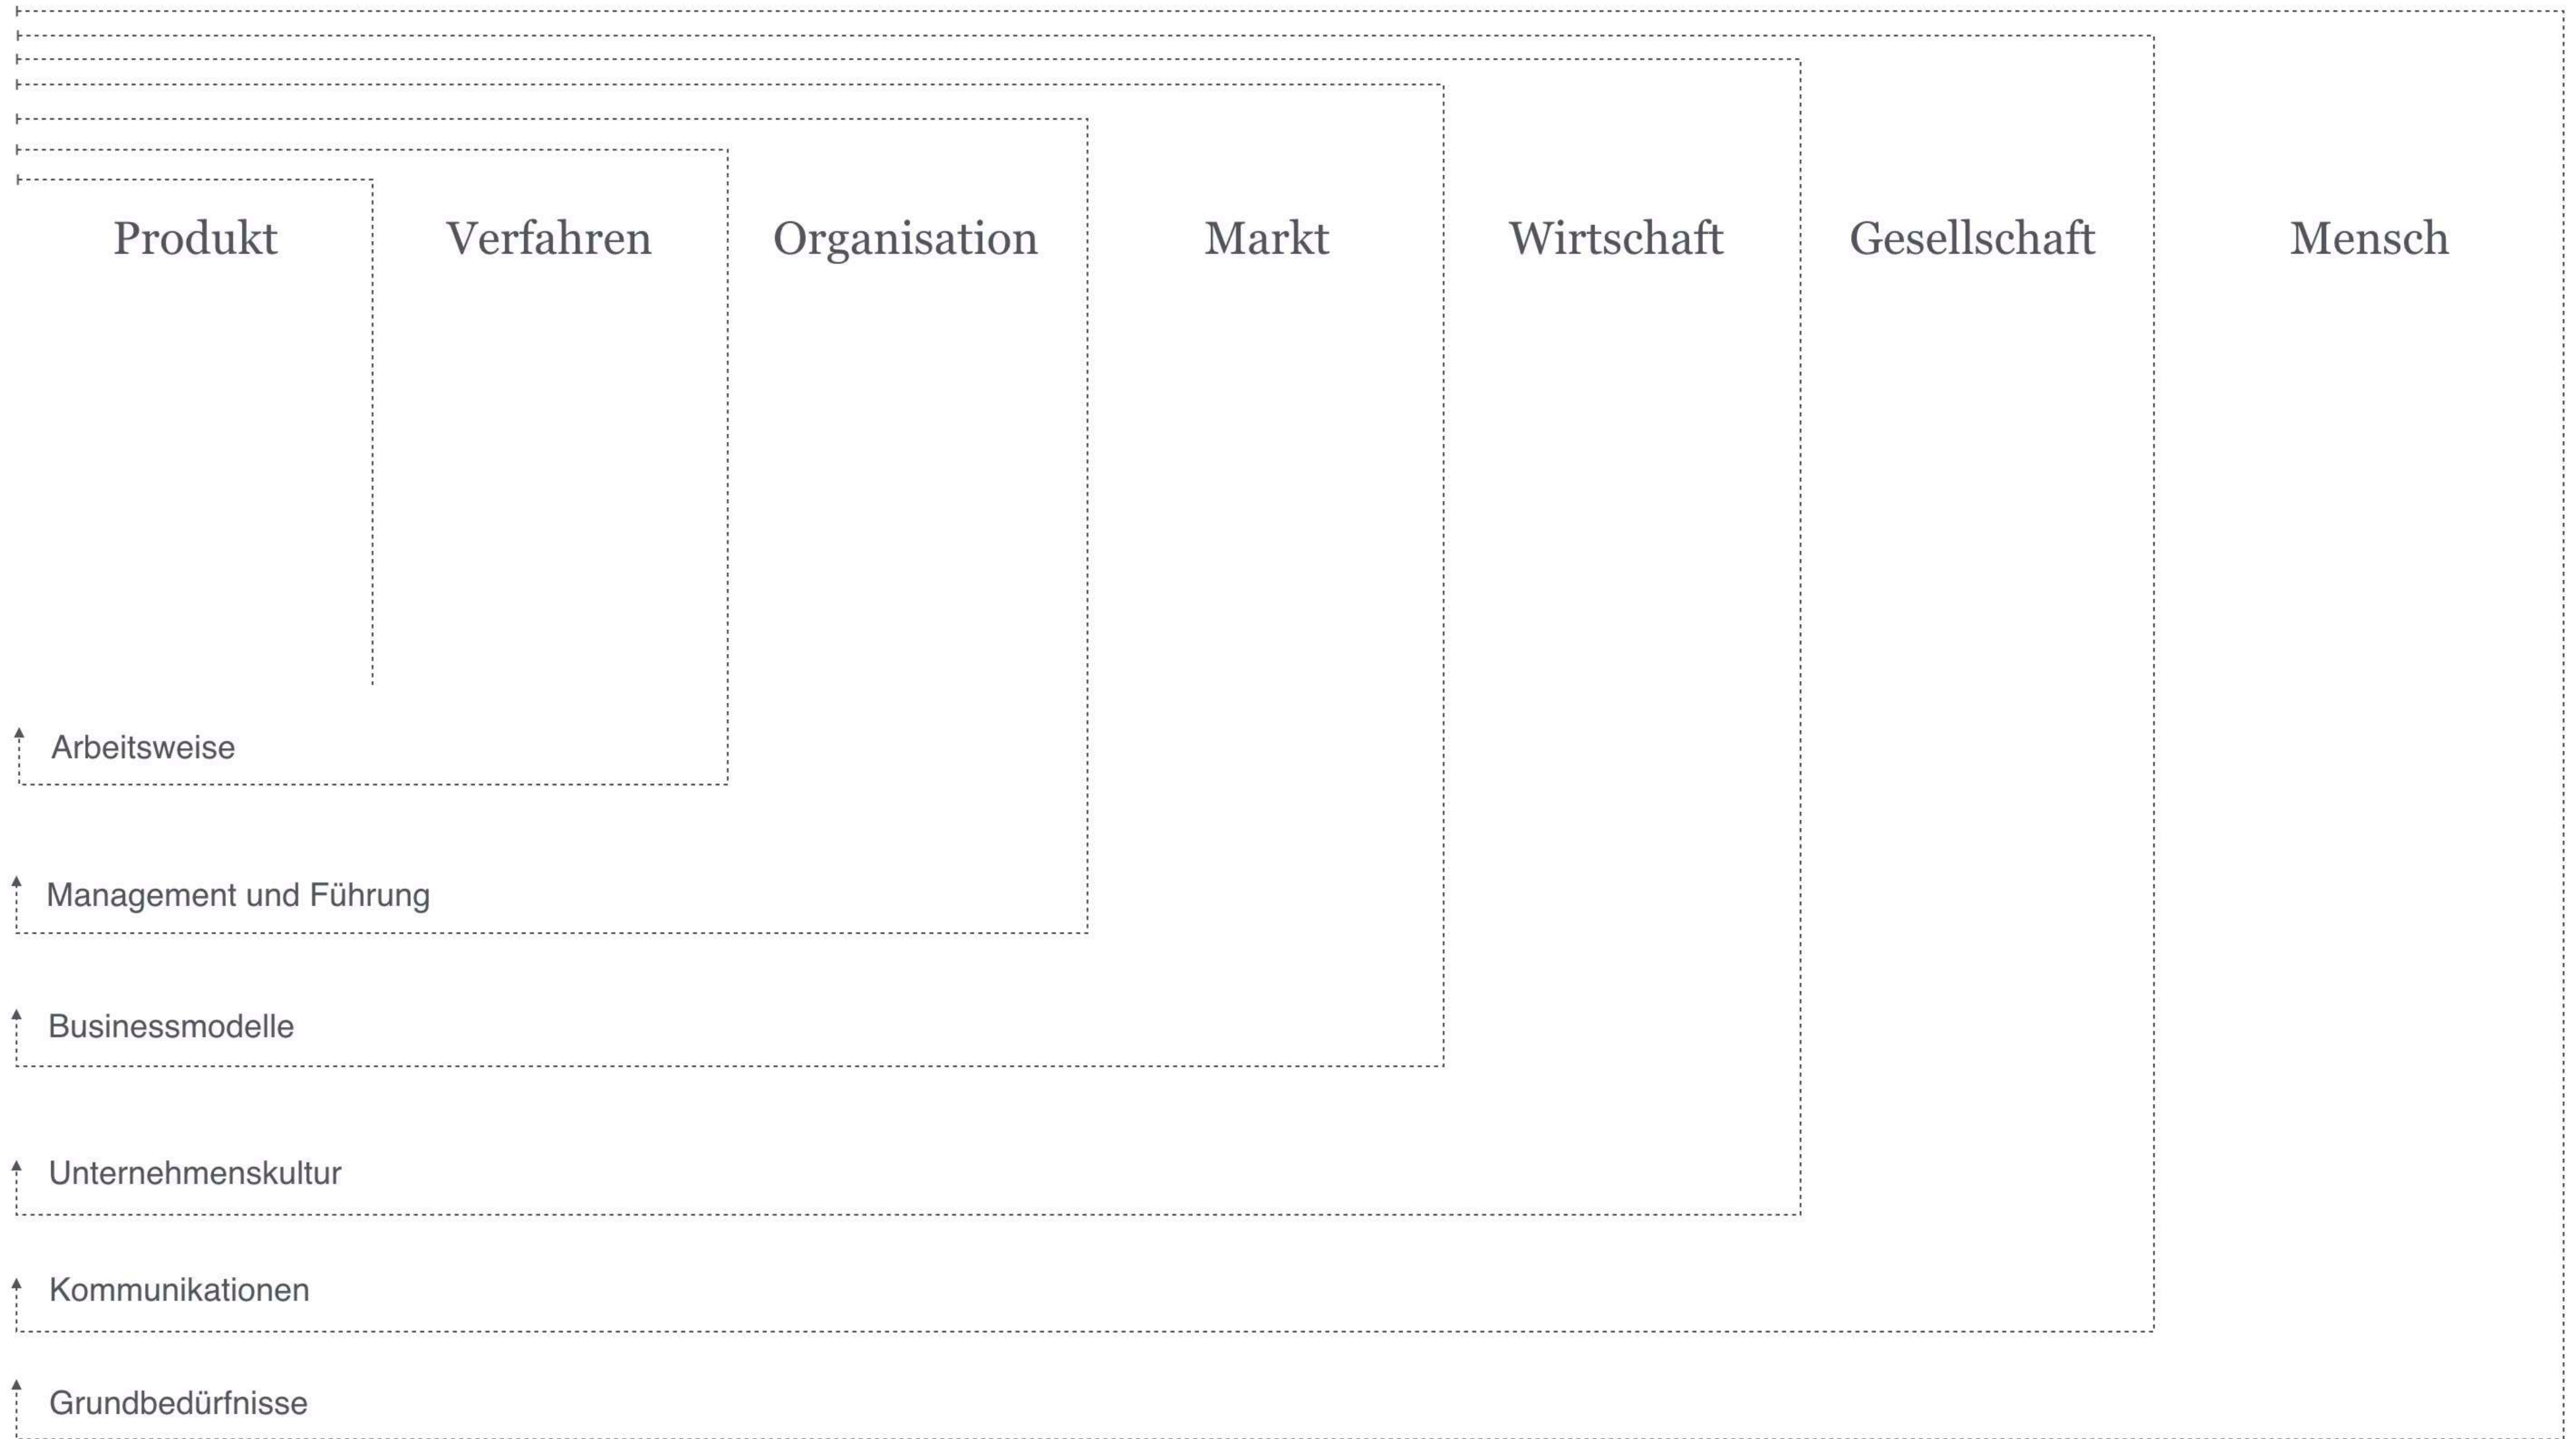 Produkt
Verfahren
Organisation
Markt
Wirtschaft
Gesellschaft
Mensch
Arbeitsweise
Management und Führung
Businessmodelle
Unternehmenskultur
Kommunikationen
Grundbedürfnisse